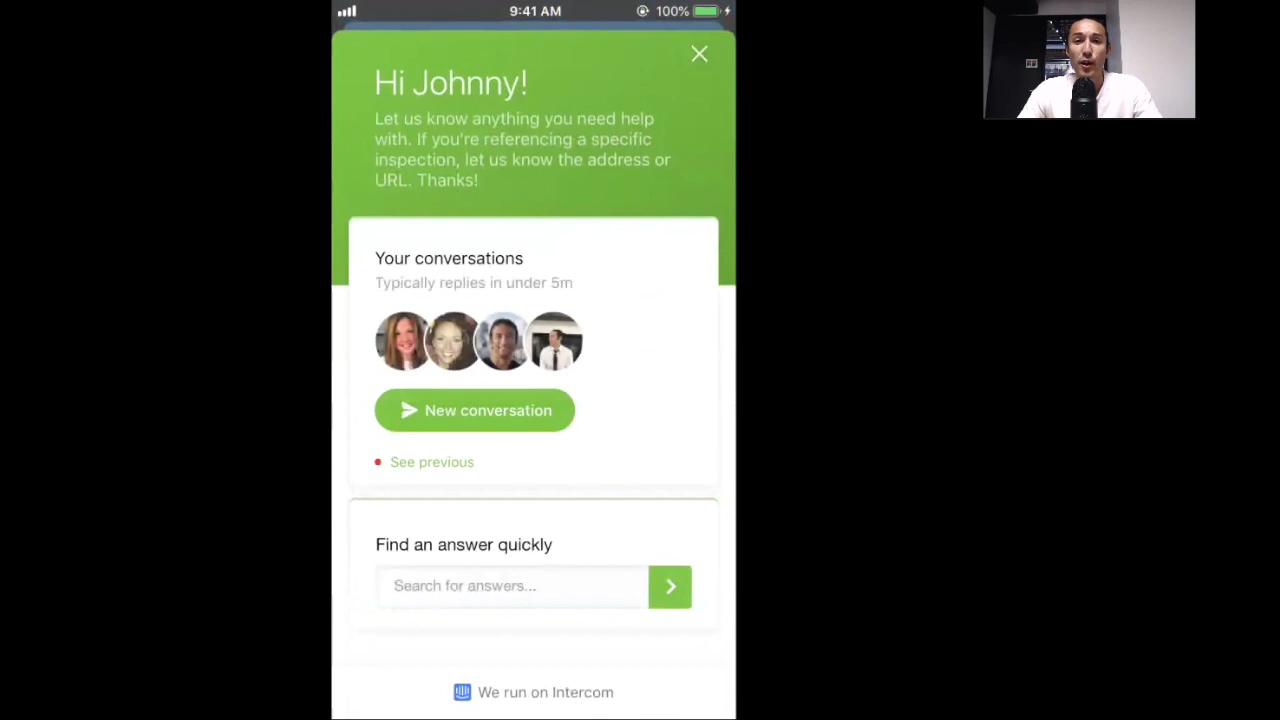 9:41 AM
100%
Hi Johnny!
Let us know anything you need help
with. If you're referencing a specific
inspection, let us know the address or
URL. Thanks!
Your conversations
Typically replies in under 5m
New conversation
See previous
Find an answer quickly
Search for answers...
We run on Intercom